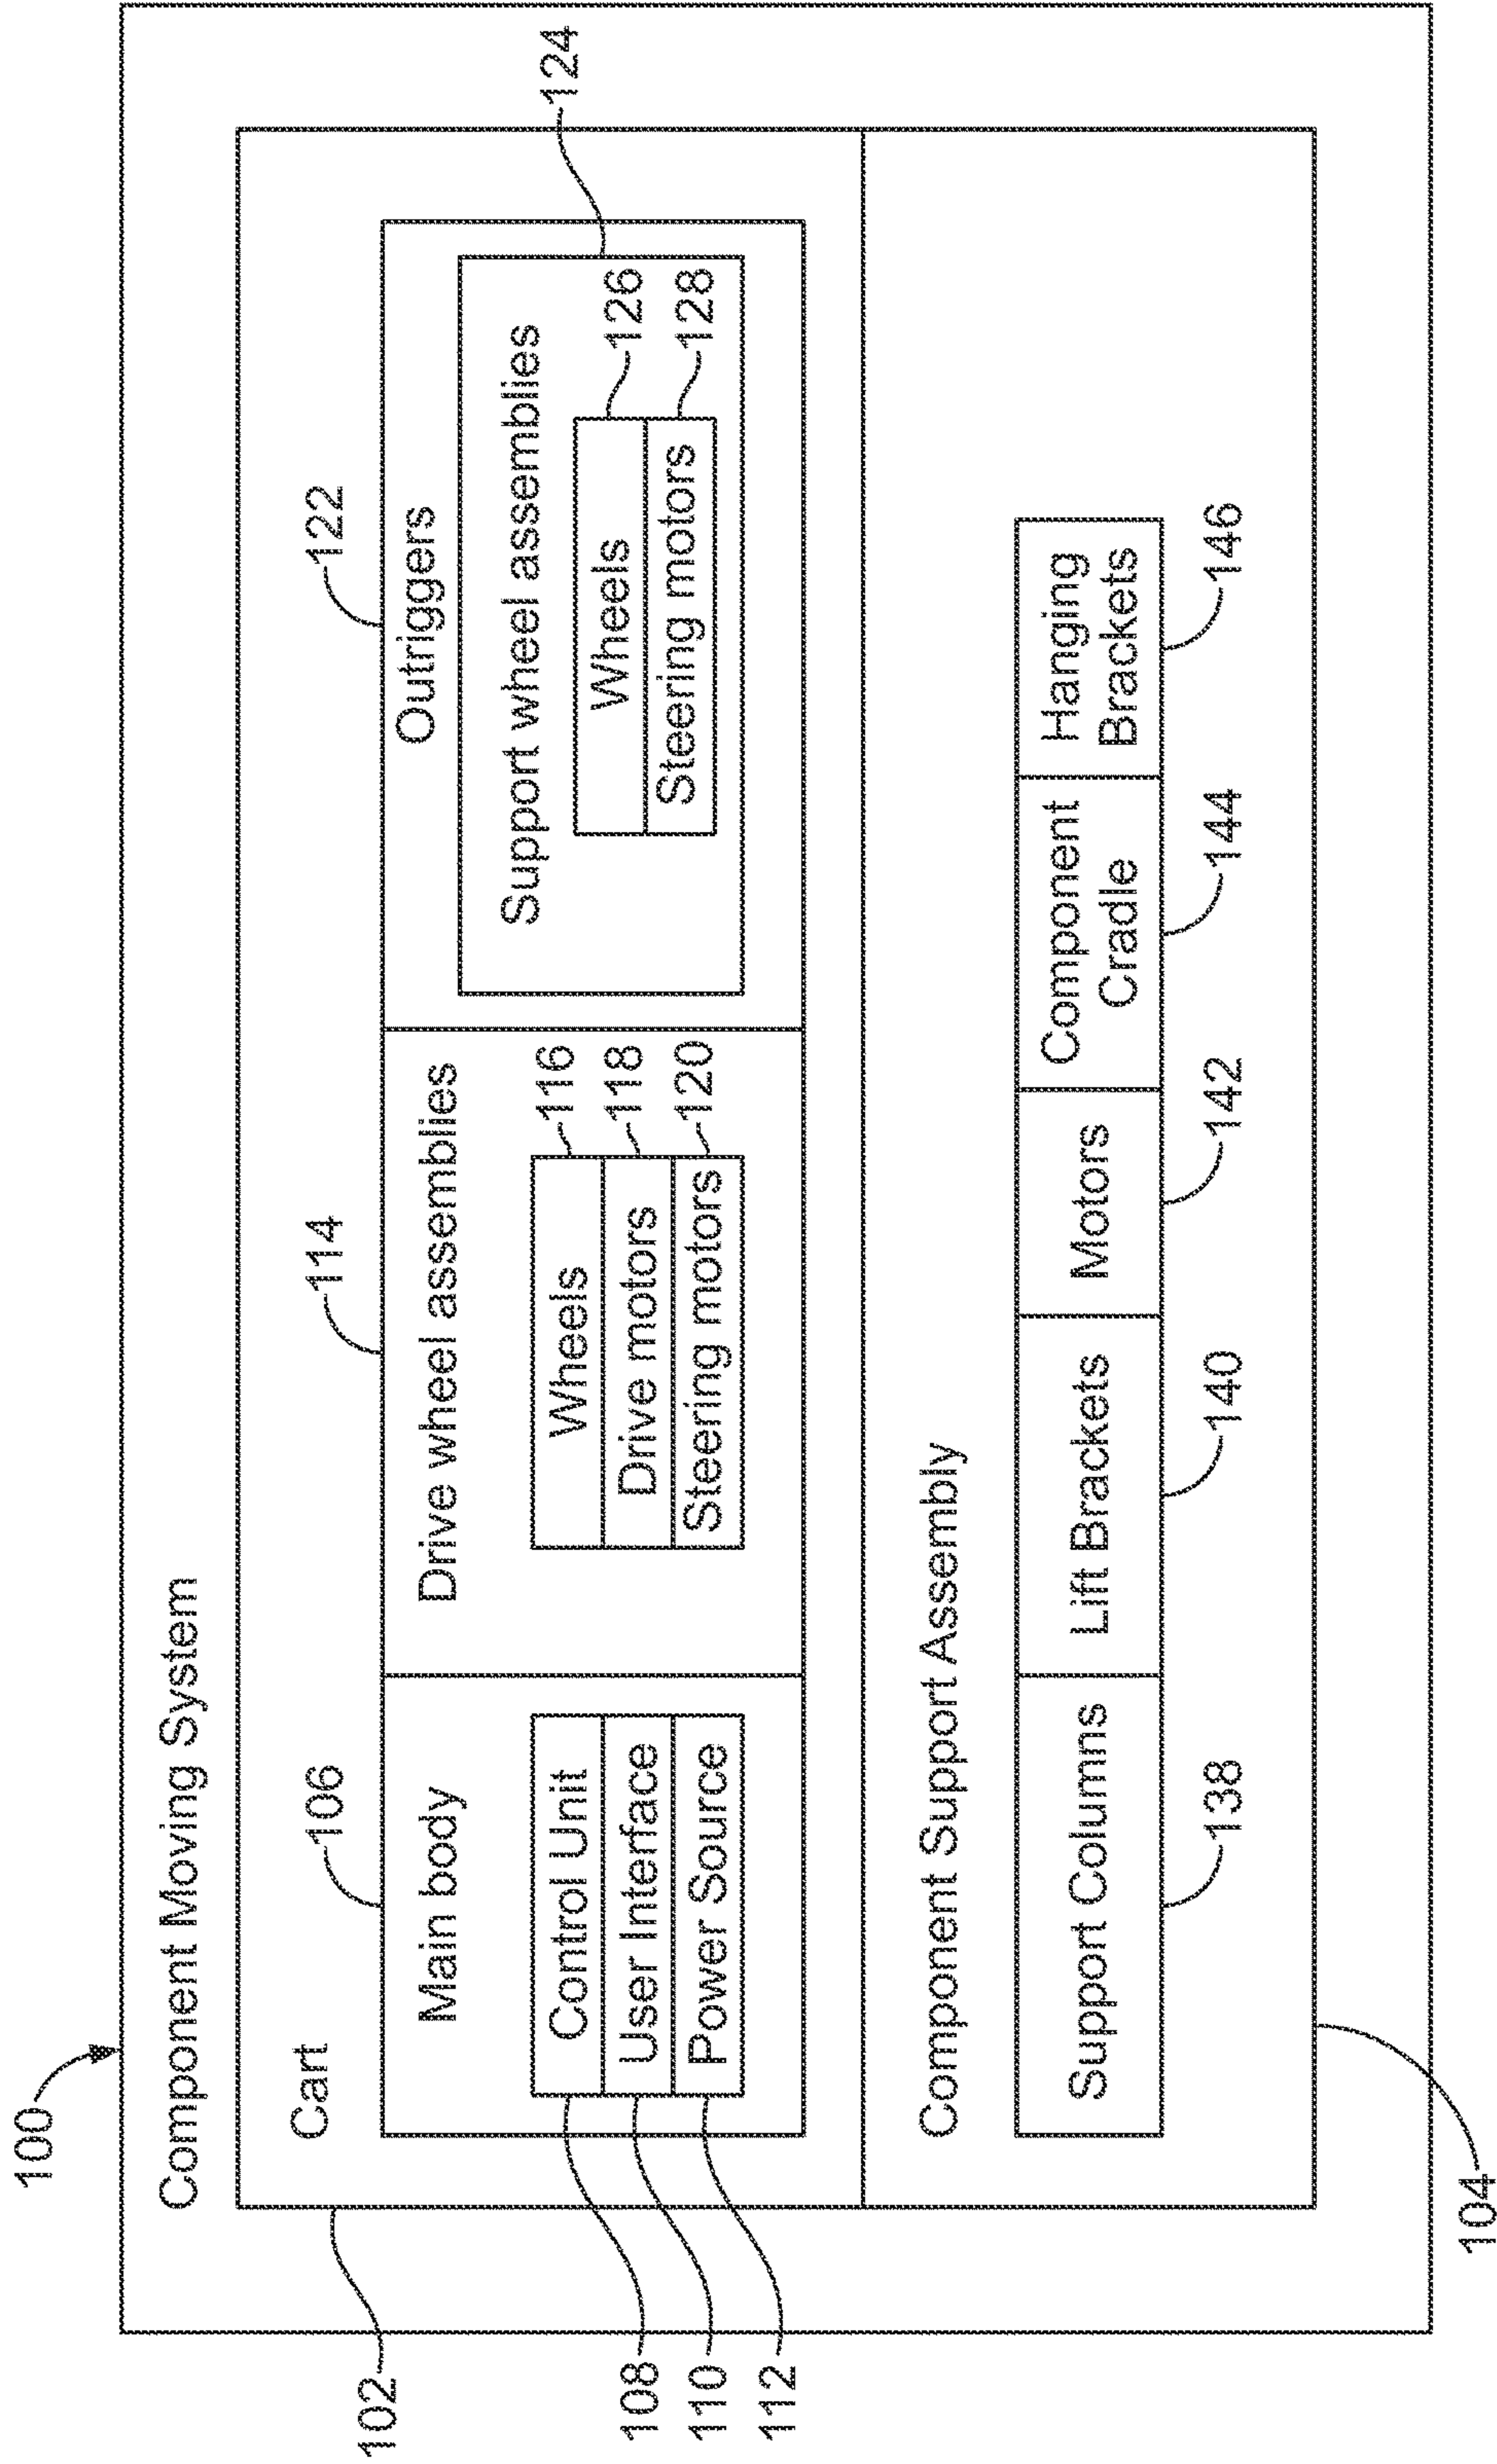 100
Component Moving System
102
Cart
106
114
122
124
Main body
Drive wheel assemblies
Outriggers
Support wheel assemblies
108
Control Unit
110
User Interface
112
Power Source
Wheels
116
Drive motors
118
Steering motors
120
Wheels
126
Steering motors
128
Component Support Assembly
Support Columns
Lift Brackets
Motors
Component
Cradle
Hanging
Brackets
138
140
142
144
146
104